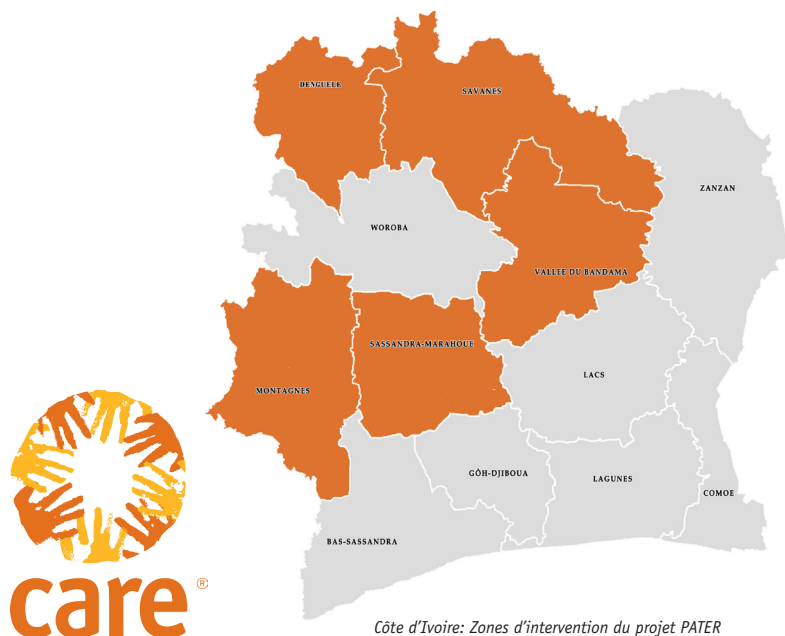 DENGUELE
SAVANES
ZANZAN
WOROBA
VALLEE DU BANDAMA
SASSANDRA-MARAHOUE
LACS
MONTAGNES
GÔH-DJIBOUA
LAGUNES
COMOE
BAS-SASSANDRA
care®
Côte d'Ivoire: Zones d'intervention du projet PATER